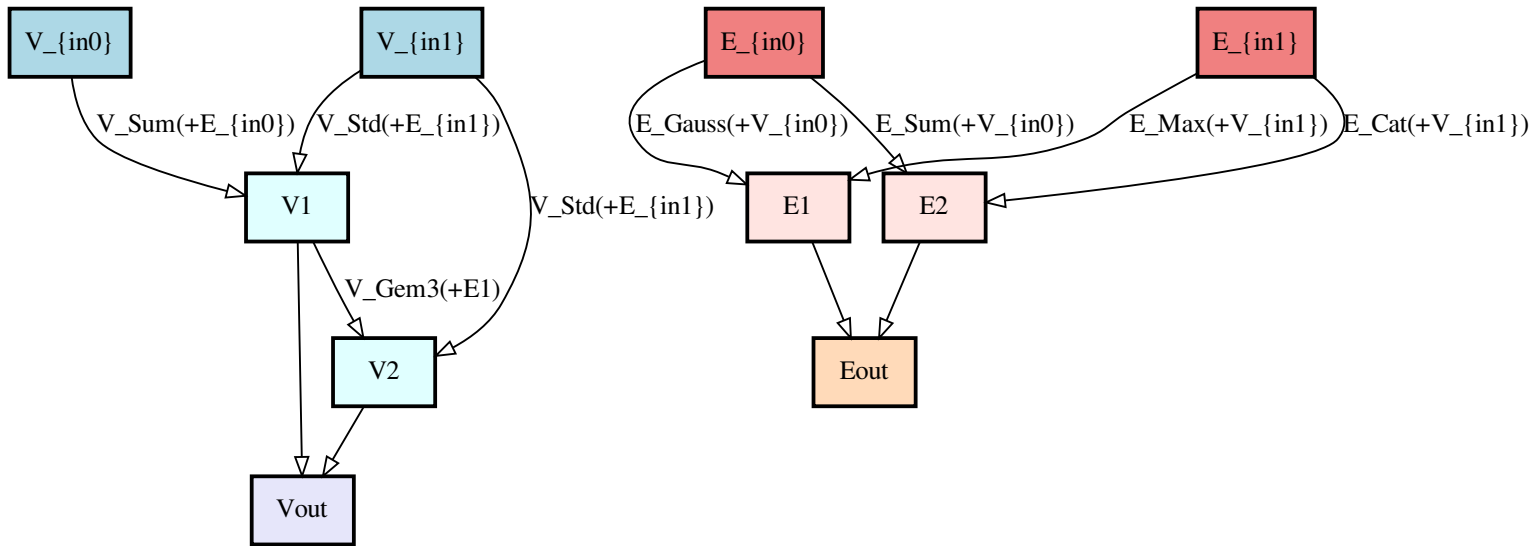 V_{in0}
V_{in1}
E_{in0}
E_{in1}
V_Sum(+E_{in0})
V_Std(+E_{in1})
E_Gauss(+V_{in0})
E_Sum(+V_{in0})
E_Max(+V_{in1})
E_Cat(+V_{in1})
V1
V_Std(+E_{in1})
E1
E2
V_Gem3(+E1)
V2
Eout
Vout